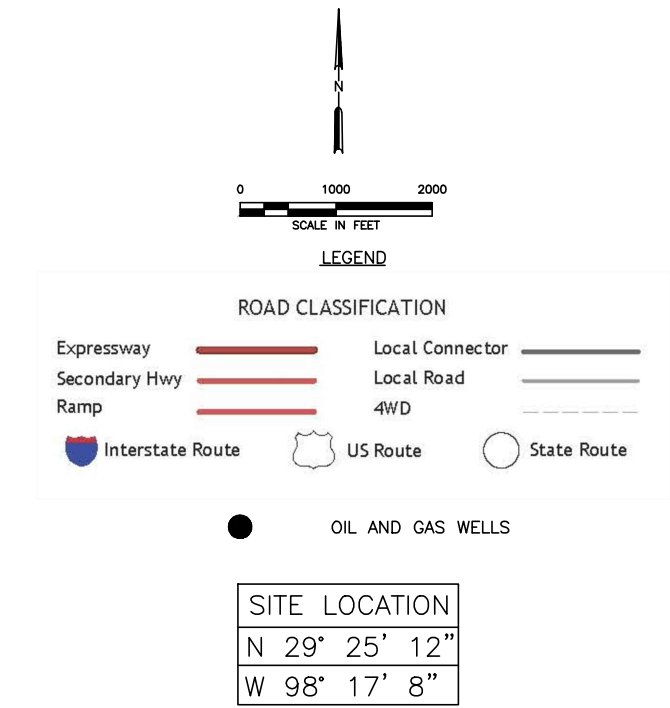 N
0 1000 2000
SCALE IN FEET
LEGEND
ROAD CLASSIFICATION
Expressway Local Connector
Secondary Hwy Local Road
Ramp 4WD
Interstate Route US Route State Route
OIL AND GAS WELLS
SITE LOCATION
N 29° 25' 12"
W 98° 17' 8"